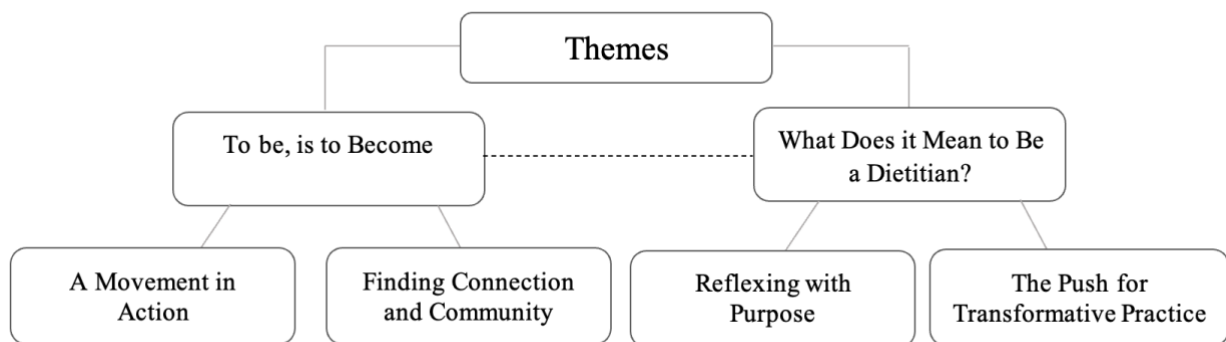 Themes
To be, is to Become
What Does it Mean to Be
a Dietitian?
A Movement in
Action
Finding Connection
and Community
Reflexing with
Purpose
The Push for
Transformative Practice